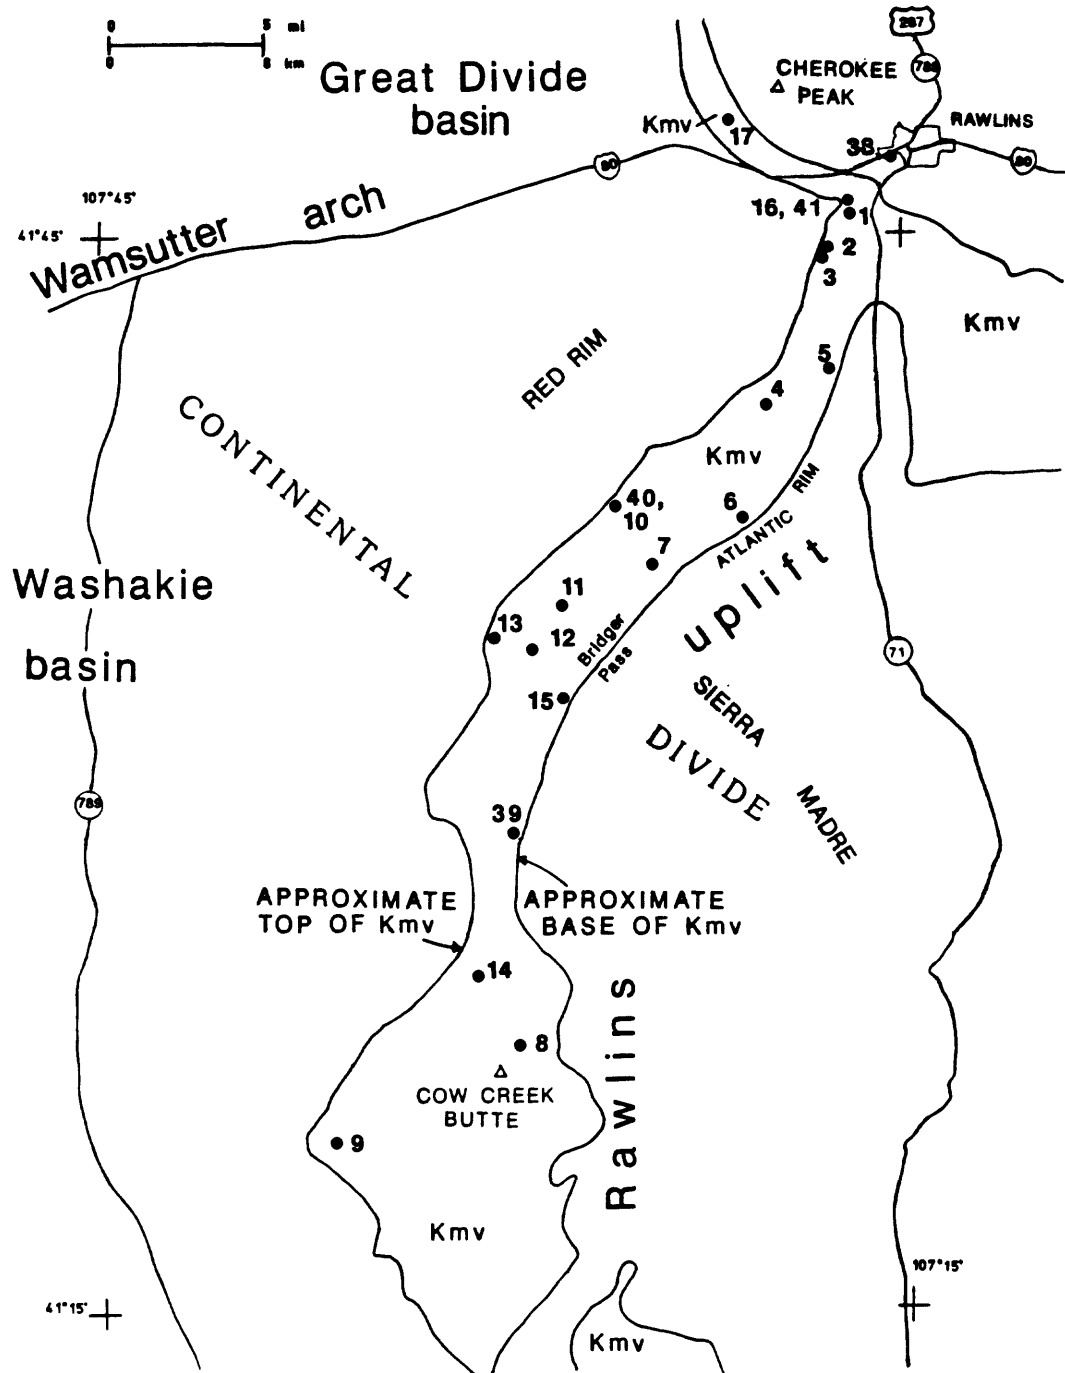 0 5 mi
0 8 km
Great Divide
basin
287
789
CHEROKEE
PEAK
RAWLINS
Kmv
17
38
80
80
107°45'
41°45'
Wamsutter arch
16, 41
1
2
3
Kmv
RED RIM
5
4
CONTINENTAL
Kmv
RIM
ATLANTIC
40,
10
6
7
uplift
Washakie
basin
11
13
12
Bridger
Pass
71
15
SIERRA
MADRE
DIVIDE
789
39
APPROXIMATE
TOP OF Kmv
APPROXIMATE
BASE OF Kmv
14
8
Rawlins
COW CREEK
BUTTE
9
Kmv
107°15'
41°15'
Kmv